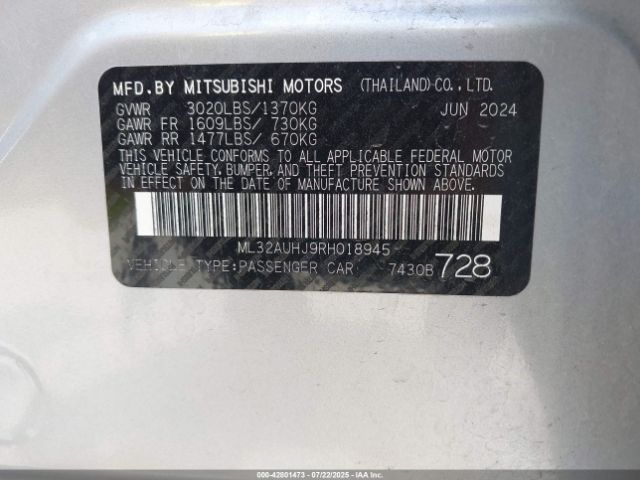 MFD.BY MITSUBISHI MOTORS (THAILAND)CO.,LTD.
GVWR 3020LBS/1370KG JUN 2024
GAWR FR 1609LBS/ 730KG
GAWR RR 1477LBS/ 670KG
THIS VEHICLE CONFORMS TO ALL APPLICABLE FEDERAL MOTOR
VEHICLE SAFETY, BUMPER, AND THEFT PREVENTION STANDARDS
IN EFFECT ON THE DATE OF MANUFACTURE SHOWN ABOVE.
ML32AUHJ9RH018945
VEHICLE TYPE:PASSENGER CAR 7430B 728
000-42801473 - 07/22/2025 - IAA Inc.